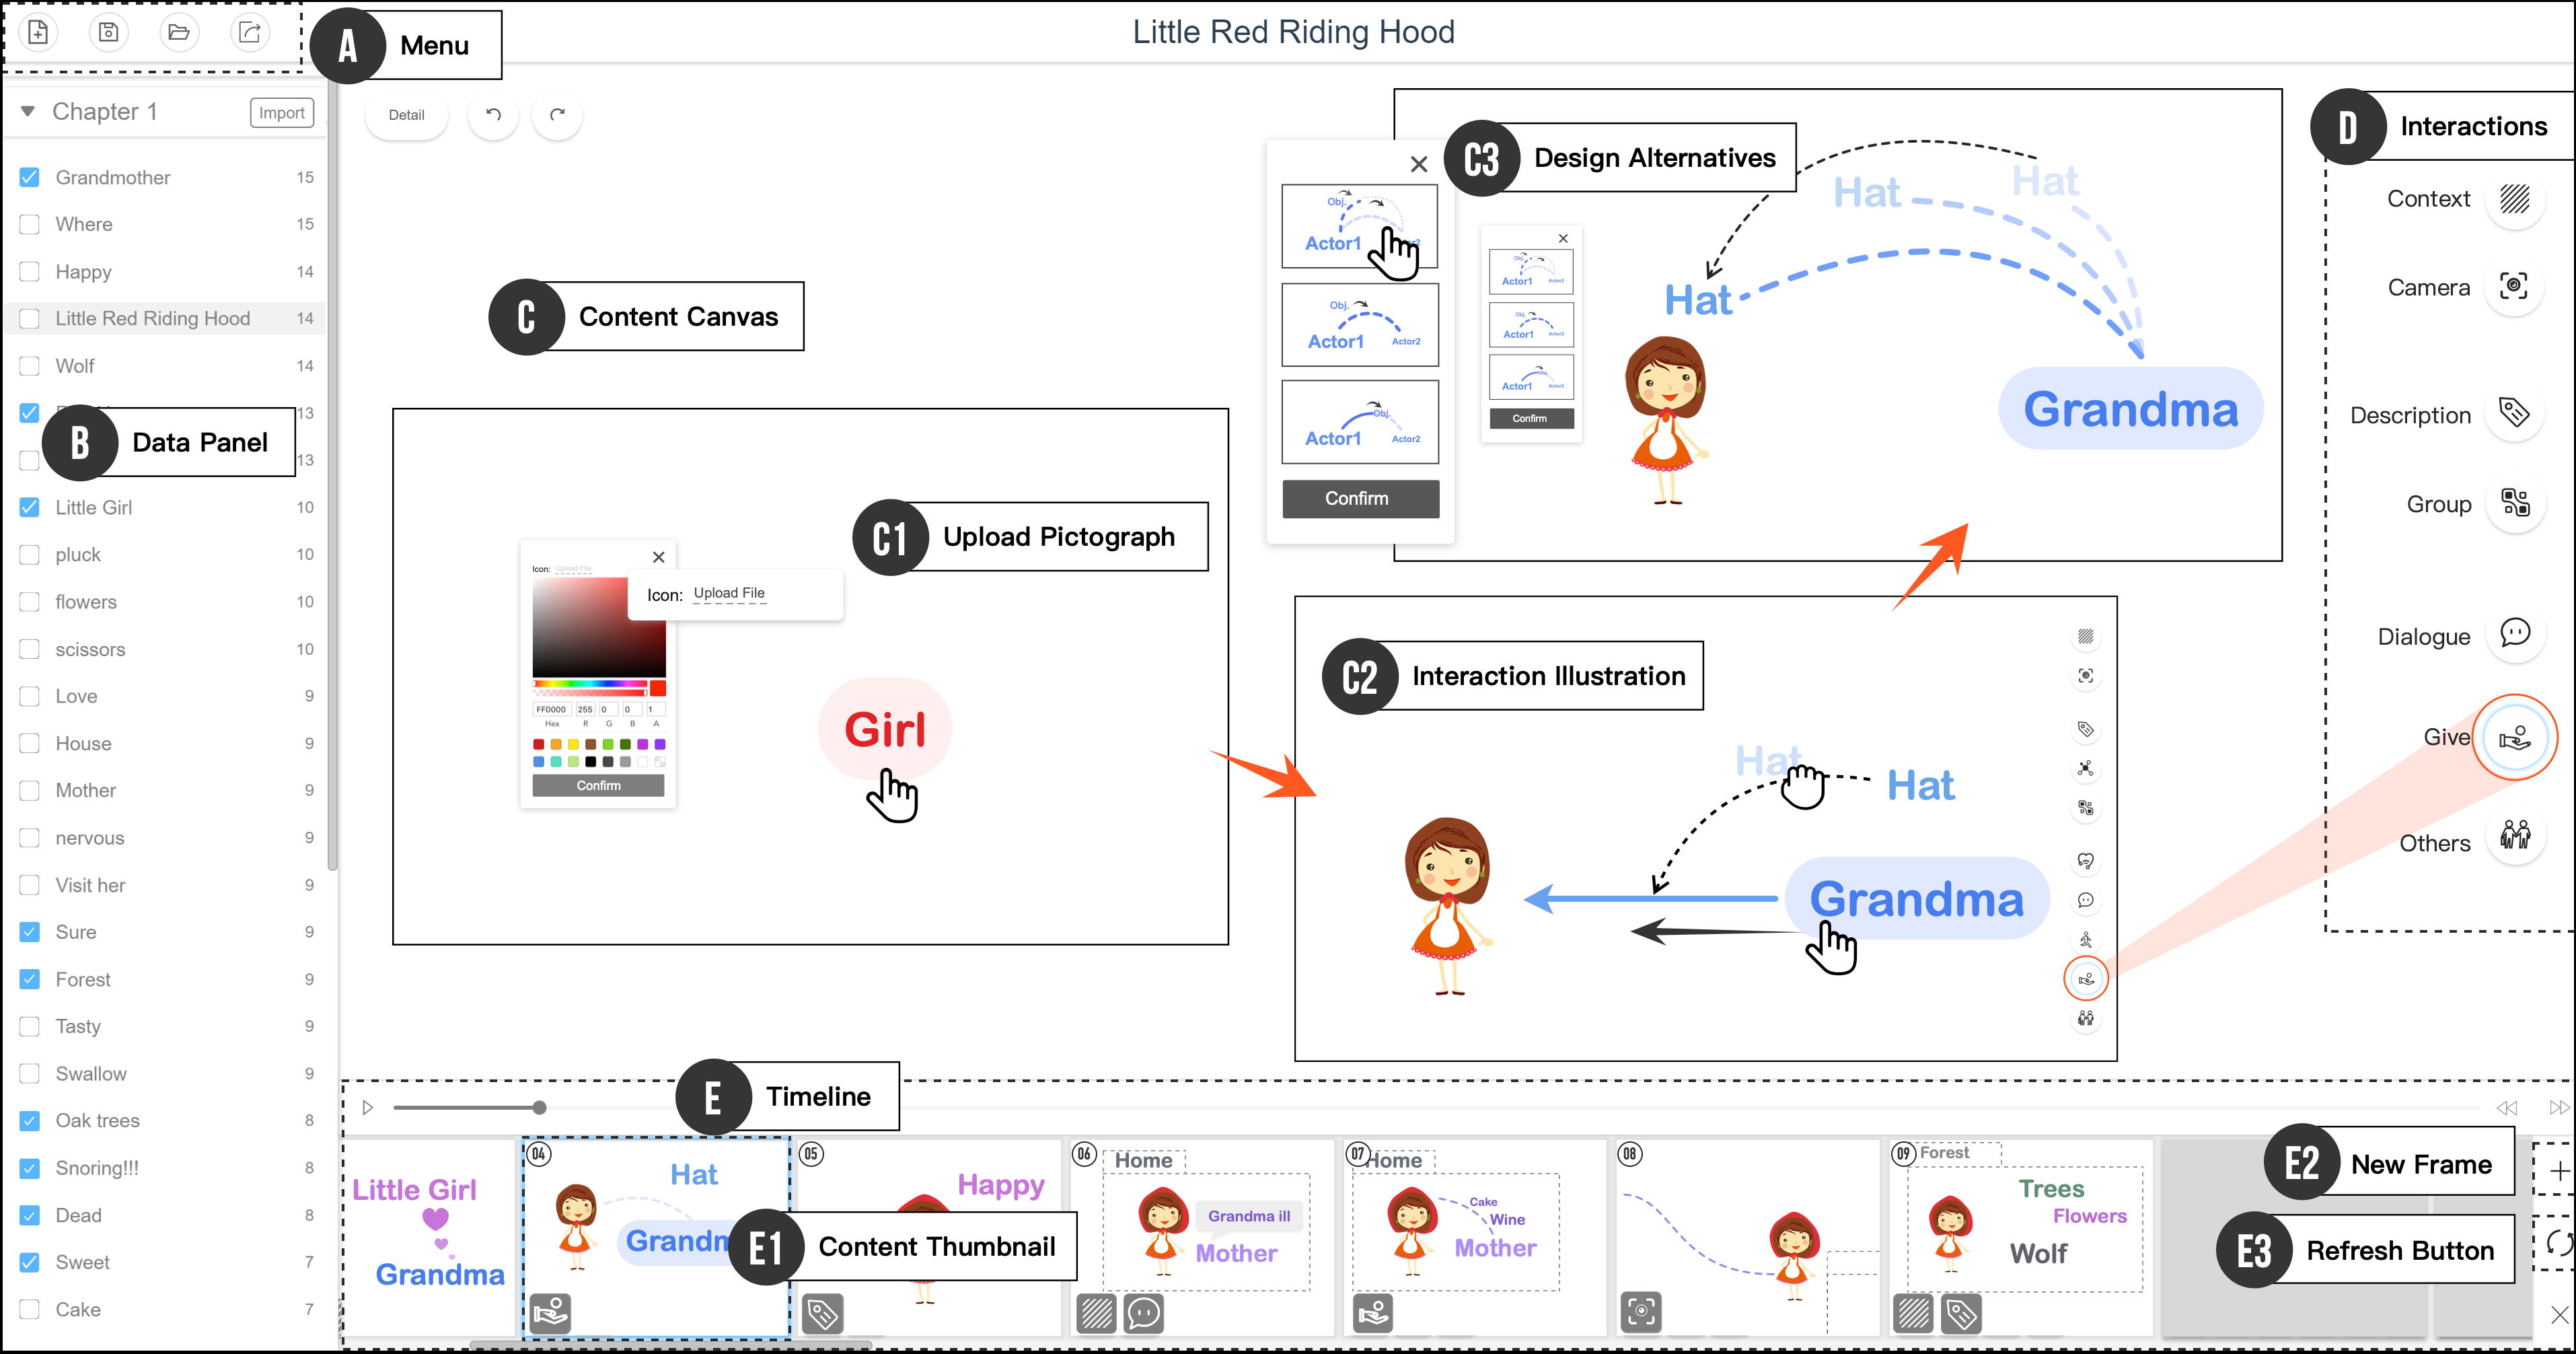 A Menu
Little Red Riding Hood
Chapter 1 Import
Grandmother 15
Where 15
Happy 14
Little Red Riding Hood 14
Wolf 14
13
13
B Data Panel
Little Girl 10
pluck 10
flowers 10
scissors 10
Love 9
House 9
Mother 9
nervous 9
Visit her 9
Sure 9
Forest 9
Tasty 9
Swallow 9
Oak trees 8
Snoring!!! 8
Dead 8
Sweet 7
Cake 7
Detail
C Content Canvas
C1 Upload Pictograph
Icon: Upload File
Icon: Upload File
FF0000 255 0 0 1
Hex R G B A
Confirm
Girl
C3 Design Alternatives
Obj.
Actor1
Obj.
Actor1 Actor2
Obj.
Actor1 Actor2
Confirm
Obj.
Actor1 Actor2
Obj.
Actor1 Actor2
Obj.
Actor1 Actor2
Confirm
Hat
Hat
Hat
Grandma
C2 Interaction Illustration
Hat
Hat
Grandma
D Interactions
Context
Camera
Description
Group
Dialogue
Give
Others
E Timeline
Little Girl
Grandma
04
Hat
Grandm
E1 Content Thumbnail
05
Happy
06
Home
Grandma ill
Mother
07
Home
Cake
Wine
Mother
08
09
Forest
Trees
Flowers
Wolf
E2 New Frame
E3 Refresh Button